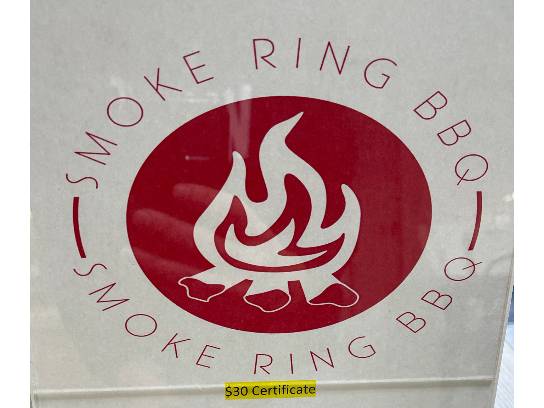 SMOKE RING BBQ
SMOKE RING BBQ
$30 Certificate